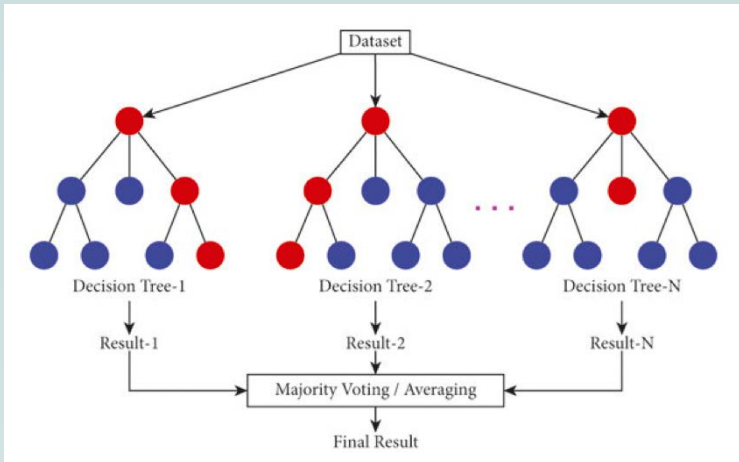 Dataset
Decision Tree-1
Decision Tree-2
Decision Tree-N
Result-1
Result-2
Result-N
Majority Voting / Averaging
Final Result